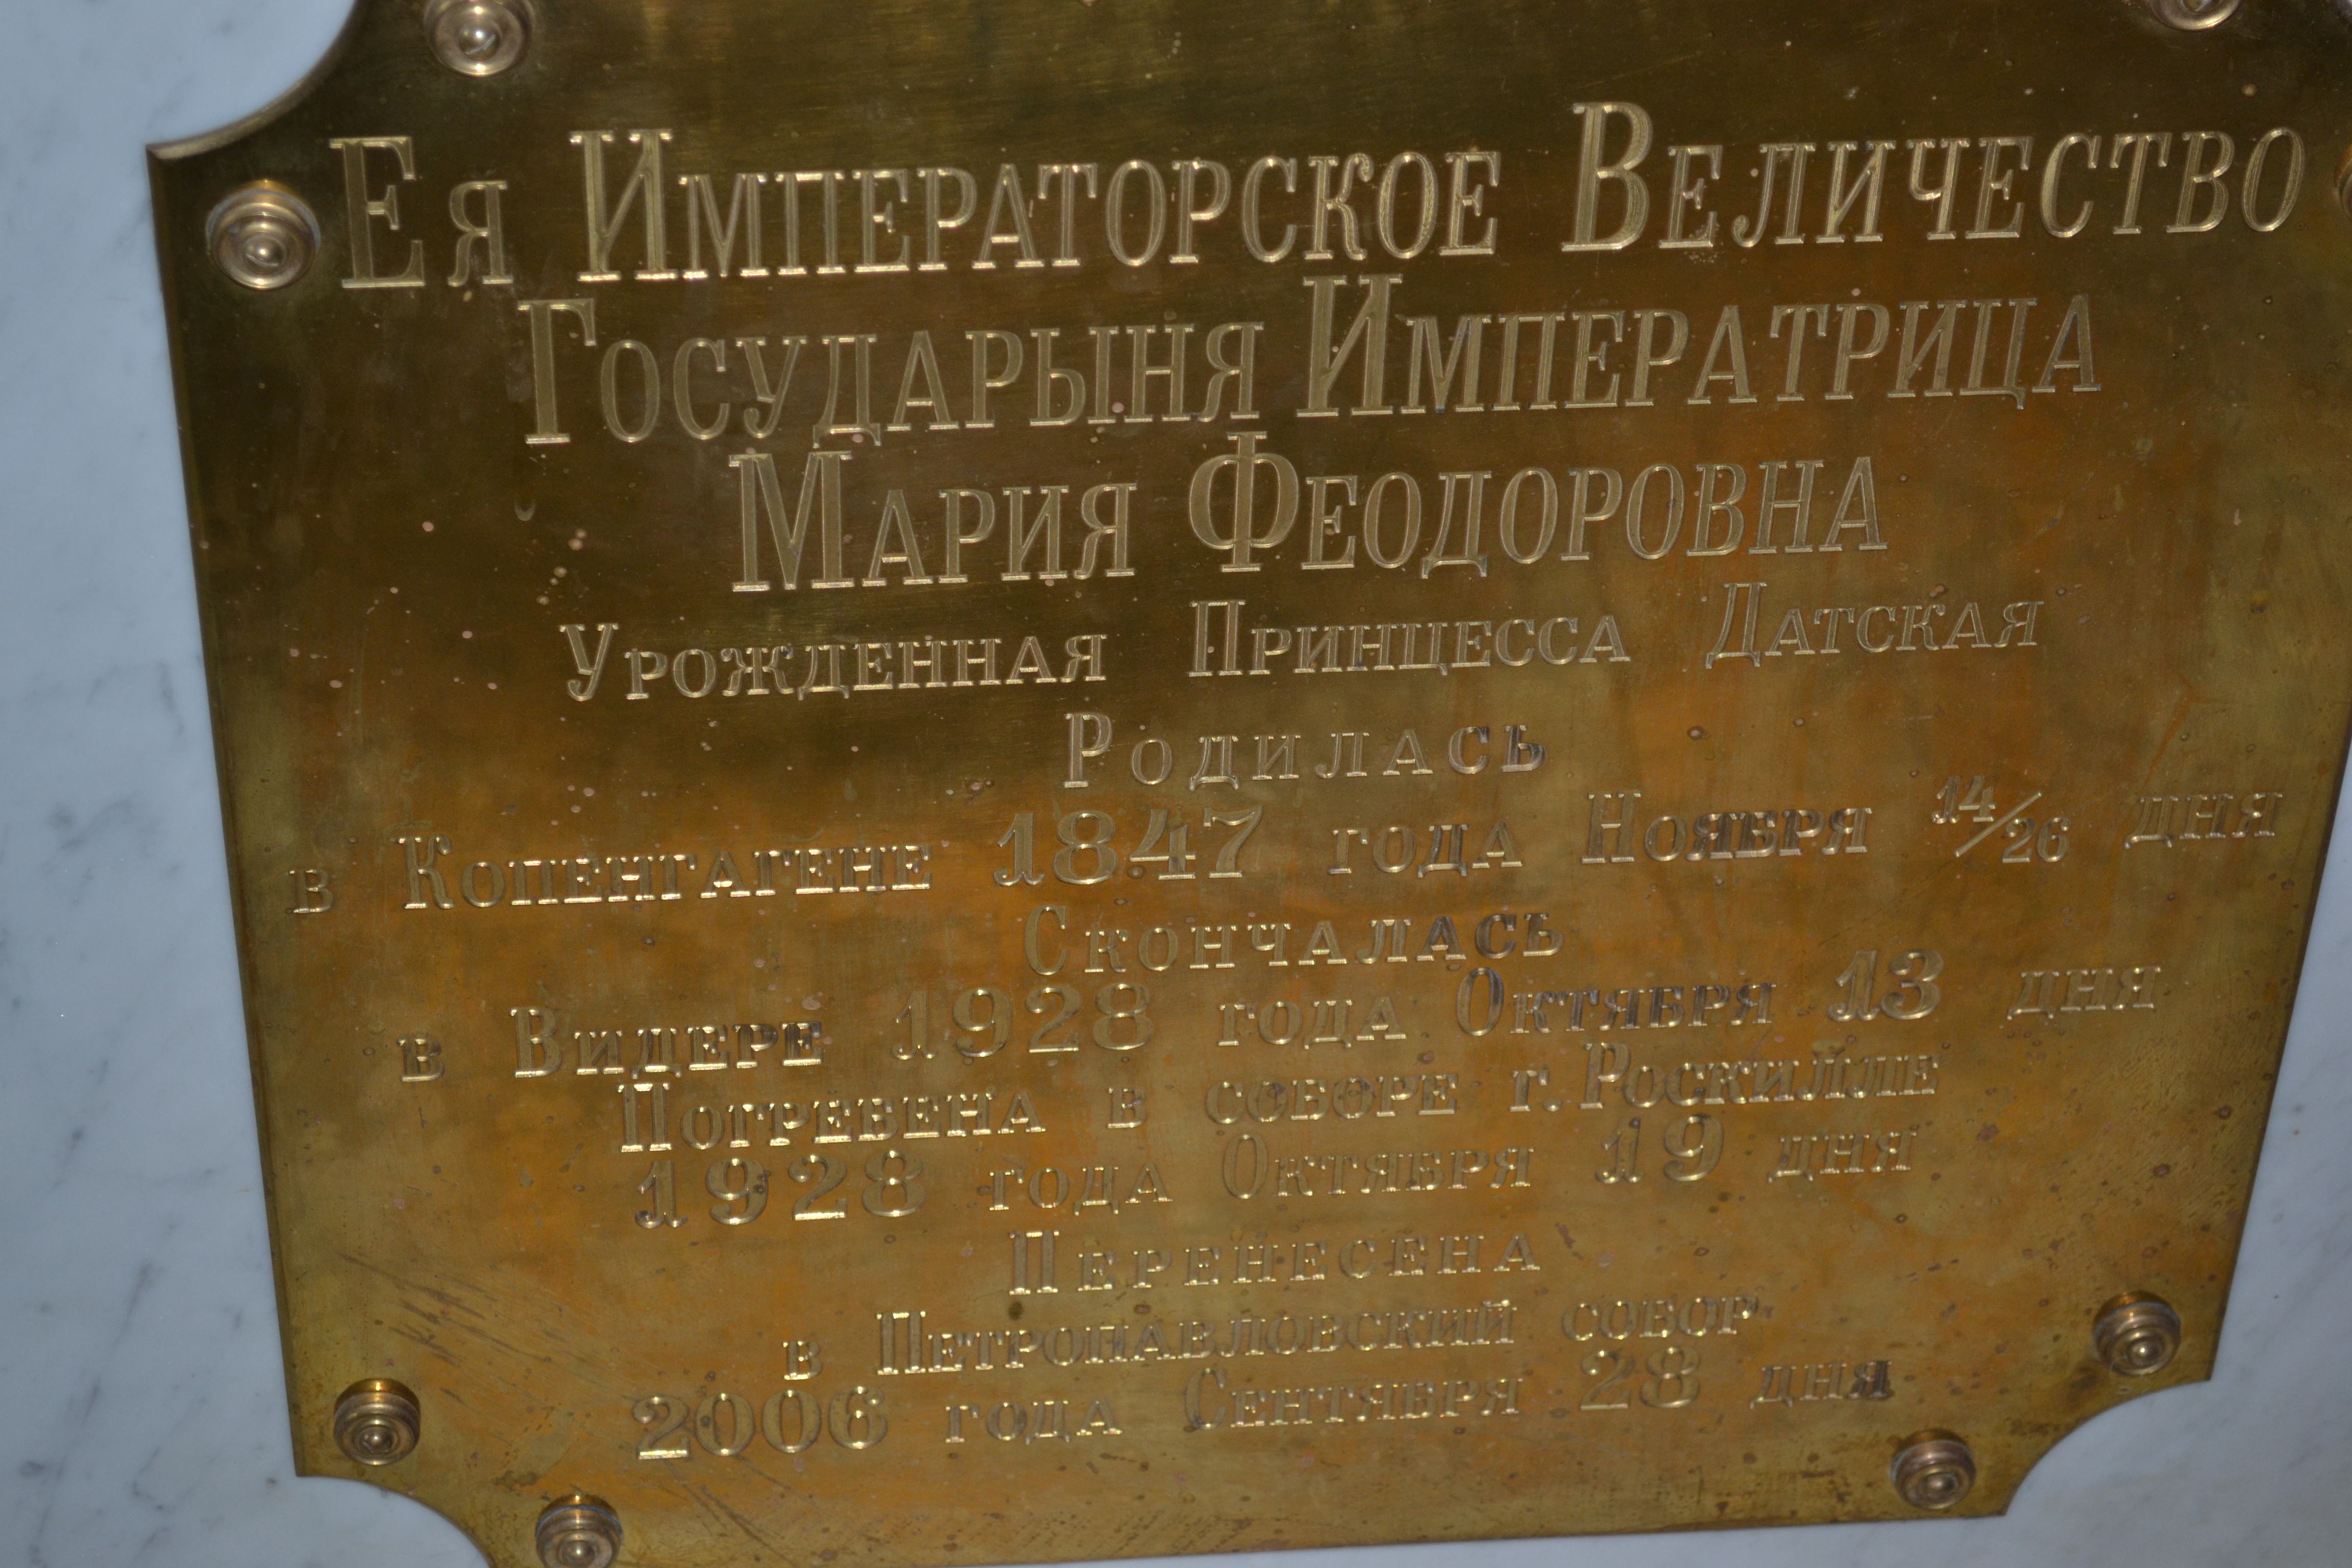 Ея Императорское Величество
Государыня Императрица
Мария Феодоровна
Урожденная Принцесса Датская
Родилась
в Копенгагене 1847 года Ноября 14/26 дня
Скончалась
в Видере 1928 года Октября 13 дня
Погребена в соборе г. Роскилле
1928 года Октября 19 дня
Перенесена
в Петропавловский собор
2006 года Сентября 28 дня